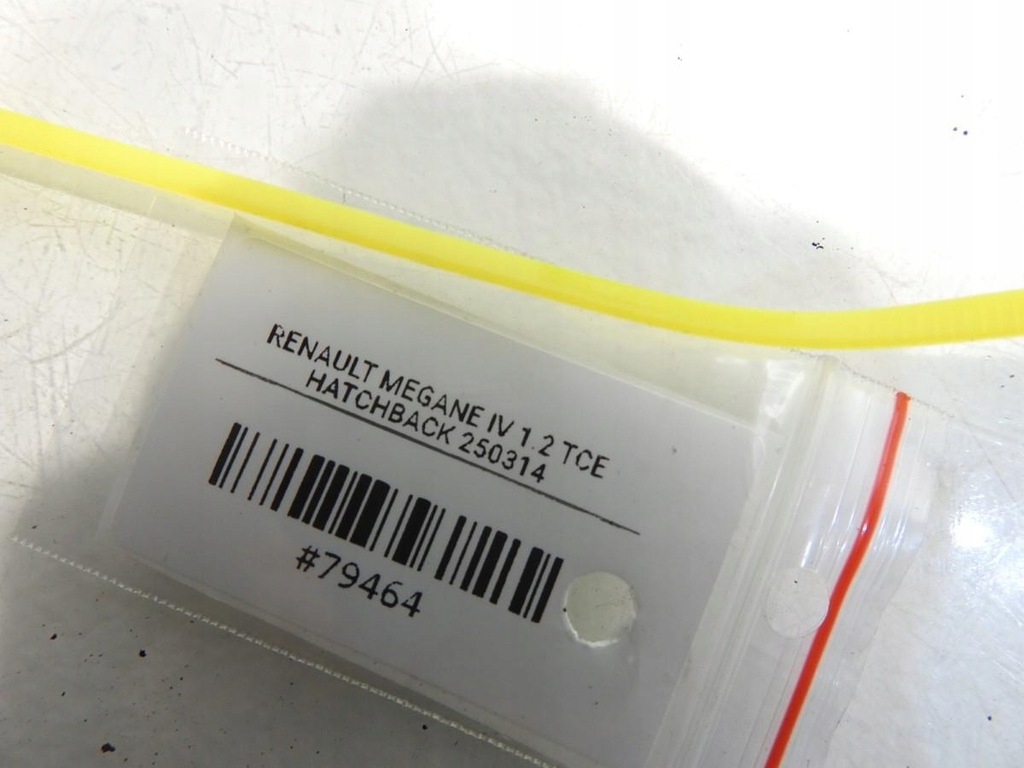 RENAULT MEGANE IV 1.2 TCE
HATCHBACK 250314
#79464